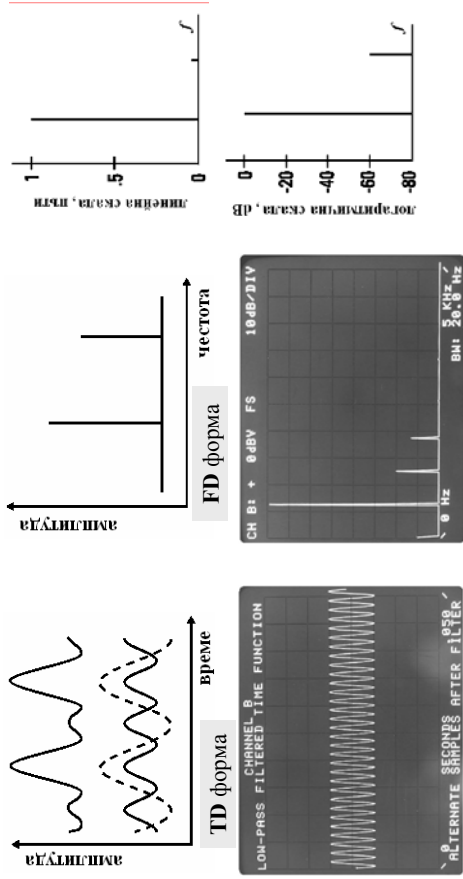 амплитуда
време
TD форма
CHANNEL B
LOW-PASS FILTERED TIME FUNCTION
0 SECONDS .050
ALTERNATE SAMPLES AFTER FILTER
амплитуда
честота
FD форма
CH B: + 0dBV FS 10dB/DIV
0 Hz 5 KHz
BW: 20.0 Hz
линейна скала, пъти
1
.5
0
f
логаритмична скала, dB
0
-20
-40
-60
-80
f